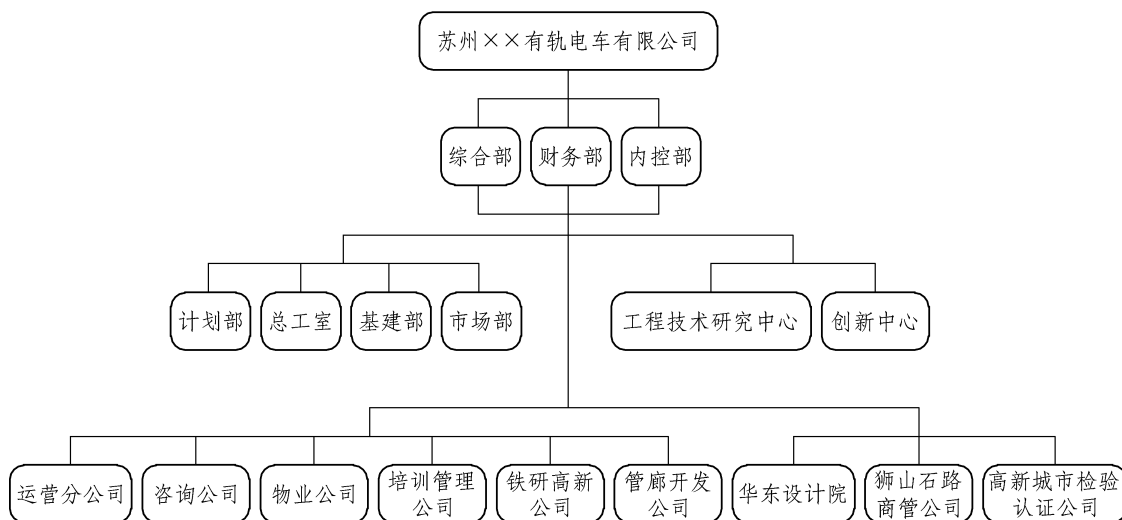 苏州××有轨电车有限公司
综合部
财务部
内控部
计划部
总工室
基建部
市场部
工程技术研究中心
创新中心
运营分公司
咨询公司
物业公司
培训管理
公司
铁研高新
公司
管廊开发
公司
华东设计院
狮山石路
商管公司
高新城市检验
认证公司